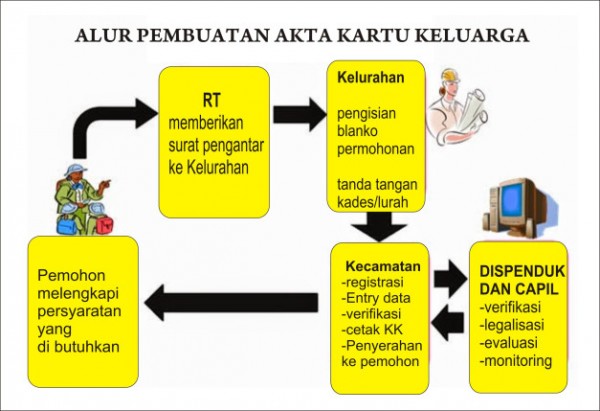 ALUR PEMBUATAN AKTA KARTU KELUARGA
RT
memberikan
surat pengantar
ke Kelurahan
Kelurahan
pengisian
blanko
permohonan
tanda tangan
kades/lurah
Kecamatan
-registrasi
-Entry data
-verifikasi
-cetak KK
-Penyerahan
ke pemohon
DISPENDUK
DAN CAPIL
-verifikasi
-legalisasi
-evaluasi
-monitoring
Pemohon
melengkapi
persyaratan
yang
di butuhkan